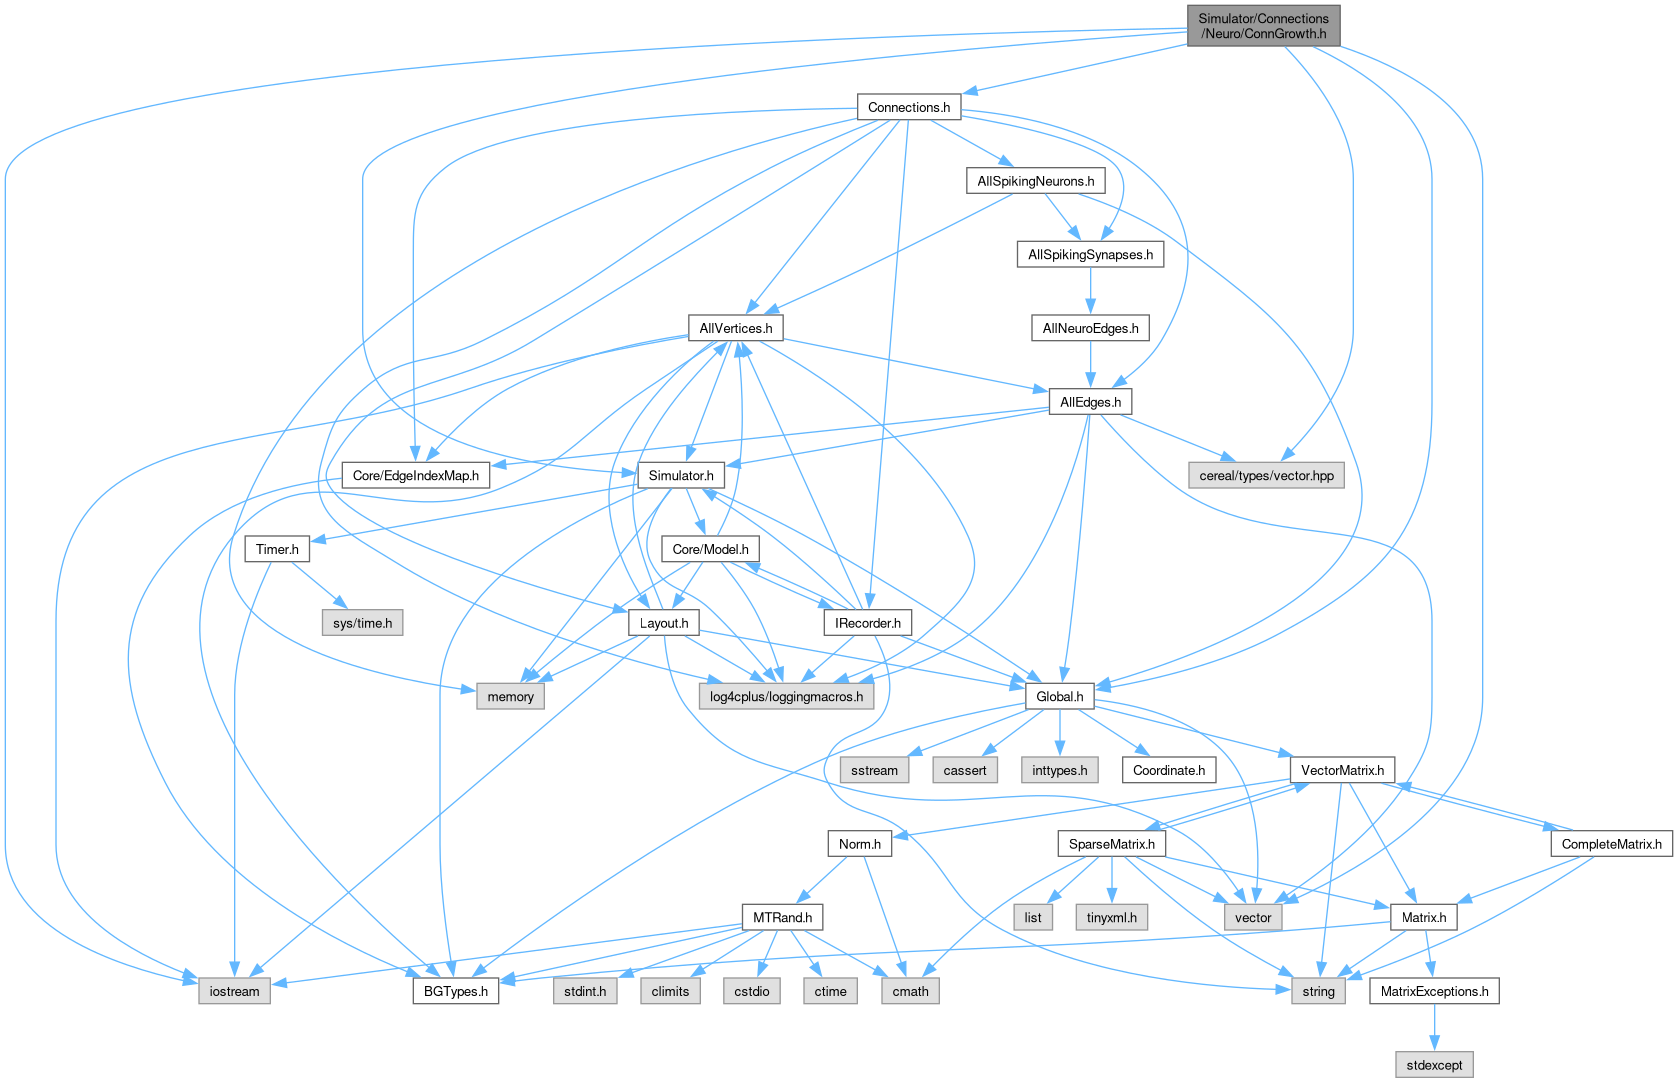 Simulator/Connections
/Neuro/ConnGrowth.h
Connections.h
AllSpikingNeurons.h
AllSpikingSynapses.h
AllVertices.h
AllNeuroEdges.h
AllEdges.h
Core/EdgeIndexMap.h
Simulator.h
cereal/types/vector.hpp
Timer.h
Core/Model.h
sys/time.h
Layout.h
IRecorder.h
memory
log4cplus/loggingmacros.h
Global.h
sstream
cassert
inttypes.h
Coordinate.h
VectorMatrix.h
Norm.h
SparseMatrix.h
CompleteMatrix.h
MTRand.h
list
tinyxml.h
vector
Matrix.h
iostream
BGTypes.h
stdint.h
climits
cstdio
ctime
cmath
string
MatrixExceptions.h
stdexcept